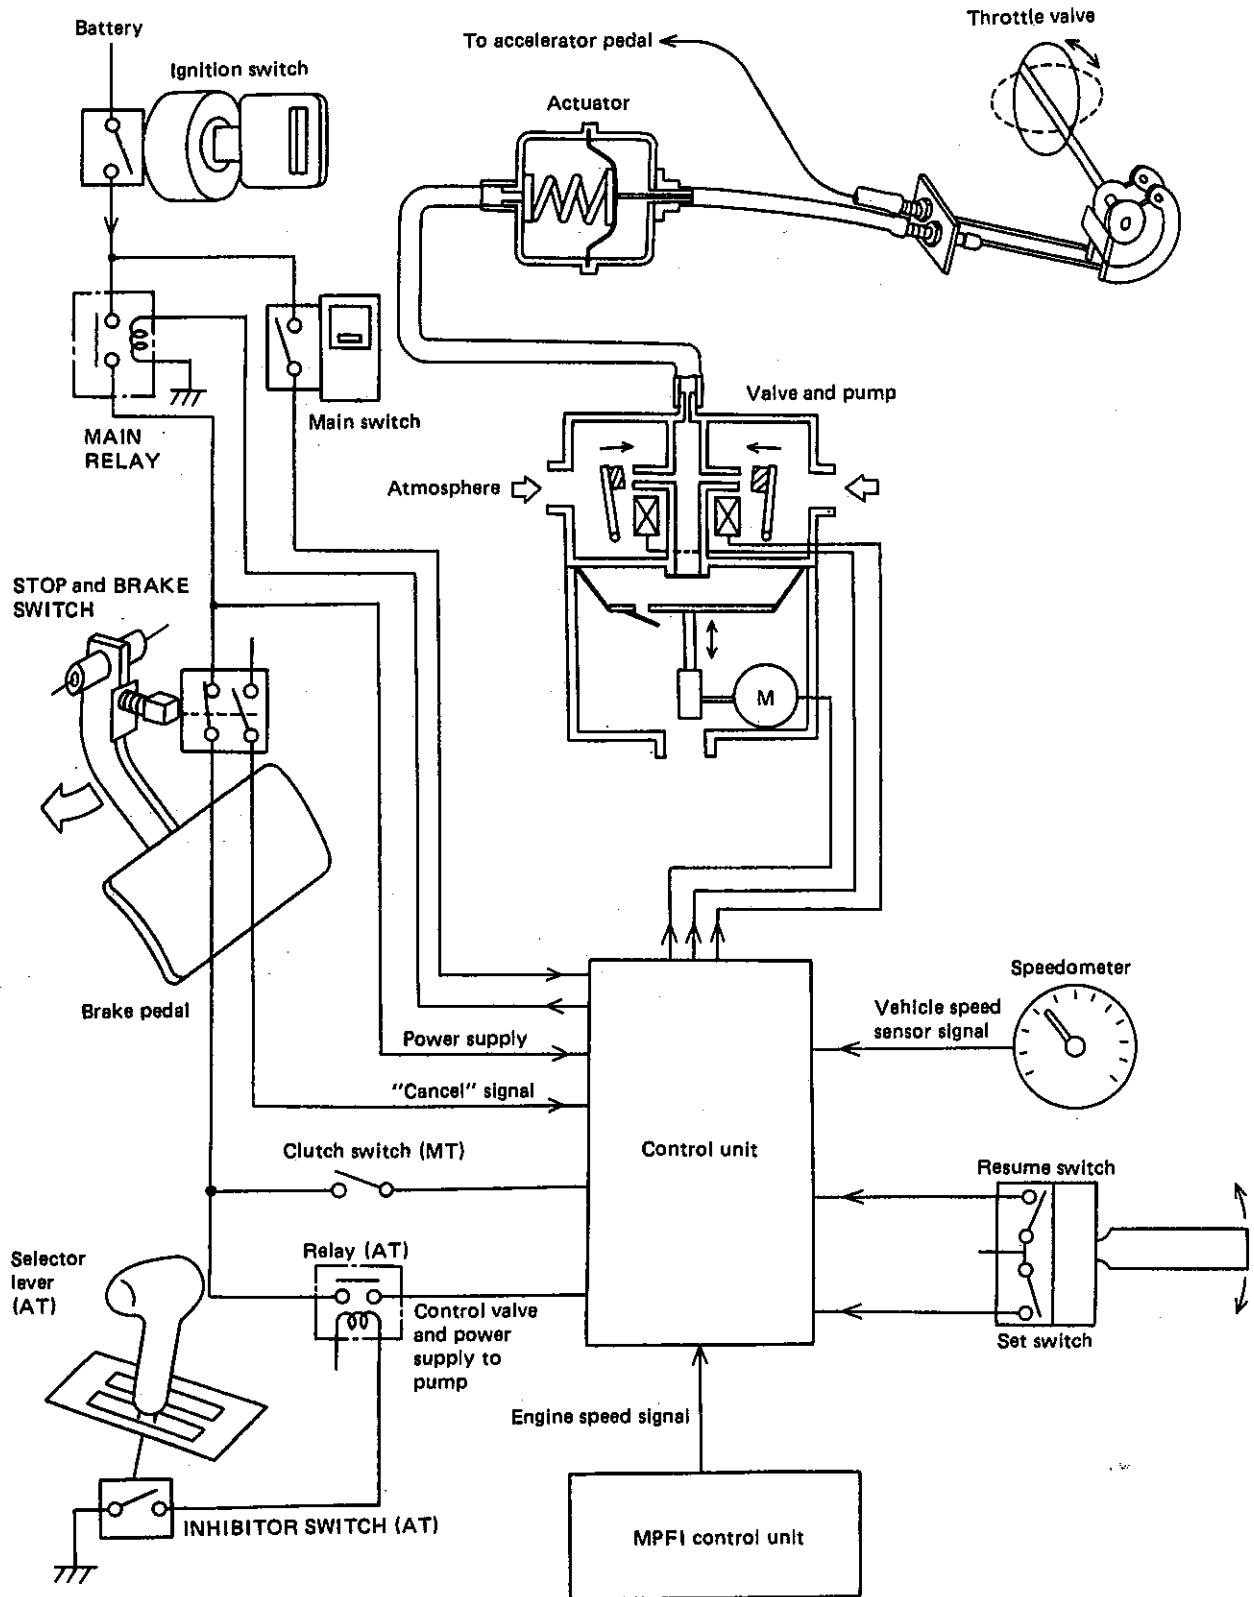 Battery
Ignition switch
To accelerator pedal
Throttle valve
Actuator
MAIN
RELAY
Main switch
Valve and pump
Atmosphere
STOP and BRAKE
SWITCH
M
Brake pedal
Power supply
"Cancel" signal
Speedometer
Vehicle speed
sensor signal
Control unit
Clutch switch (MT)
Resume switch
Set switch
Selector
lever
(AT)
Relay (AT)
Control valve
and power
supply to
pump
Engine speed signal
INHIBITOR SWITCH (AT)
MPFI control unit